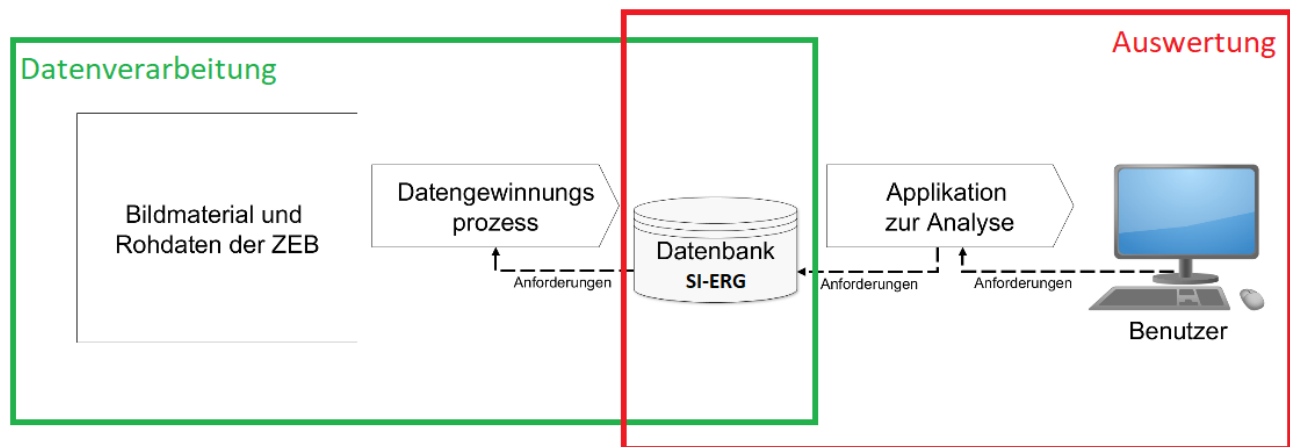 Auswertung
Datenverarbeitung
Bildmaterial und
Rohdaten der ZEB
Datengewinnungs
prozess
Anforderungen
Datenbank
SI-ERG
Applikation
zur Analyse
Anforderungen
Anforderungen
Benutzer